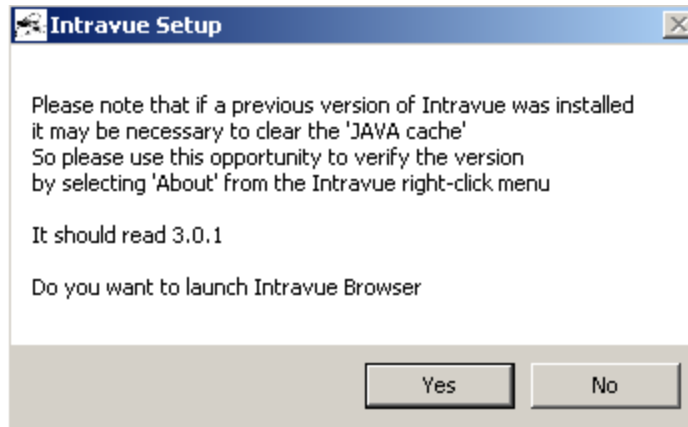 Intravue Setup
Please note that if a previous version of Intravue was installed
it may be necessary to clear the 'JAVA cache'
So please use this opportunity to verify the version
by selecting 'About' from the Intravue right-click menu
It should read 3.0.1
Do you want to launch Intravue Browser
Yes No